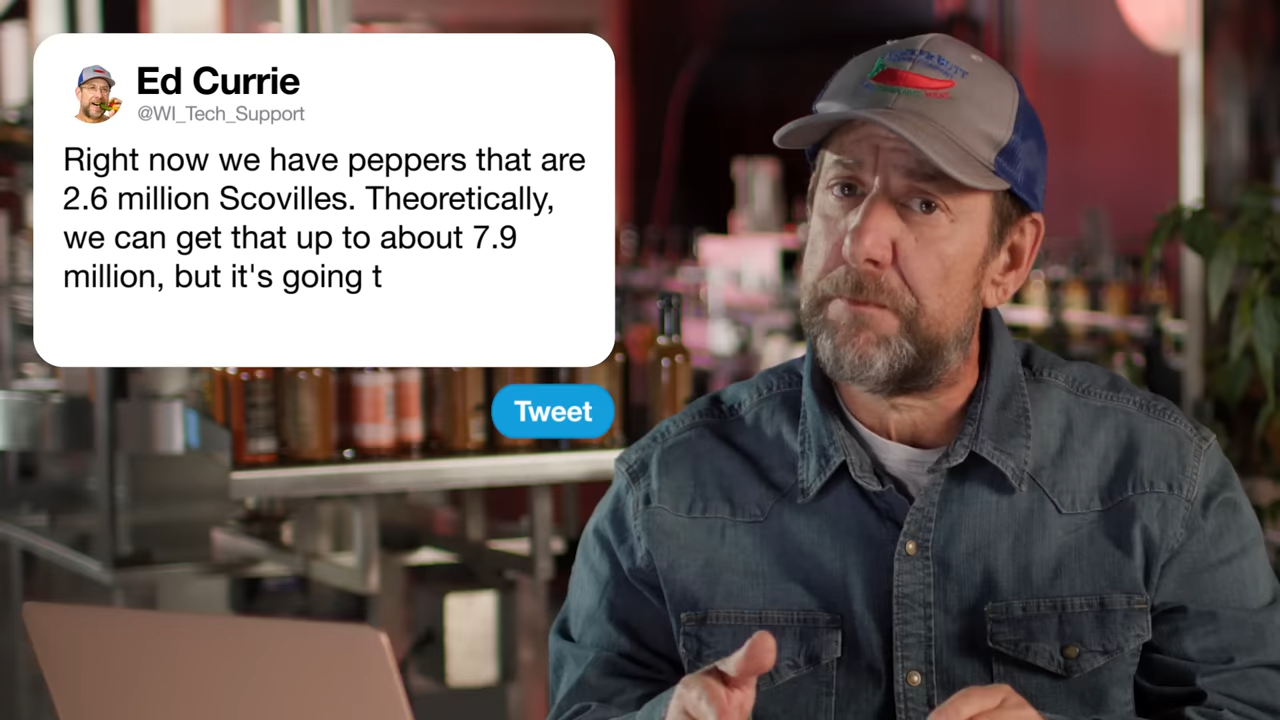 Ed Currie
@WI_Tech_Support
Right now we have peppers that are
2.6 million Scovilles. Theoretically,
we can get that up to about 7.9
million, but it's going t
Tweet